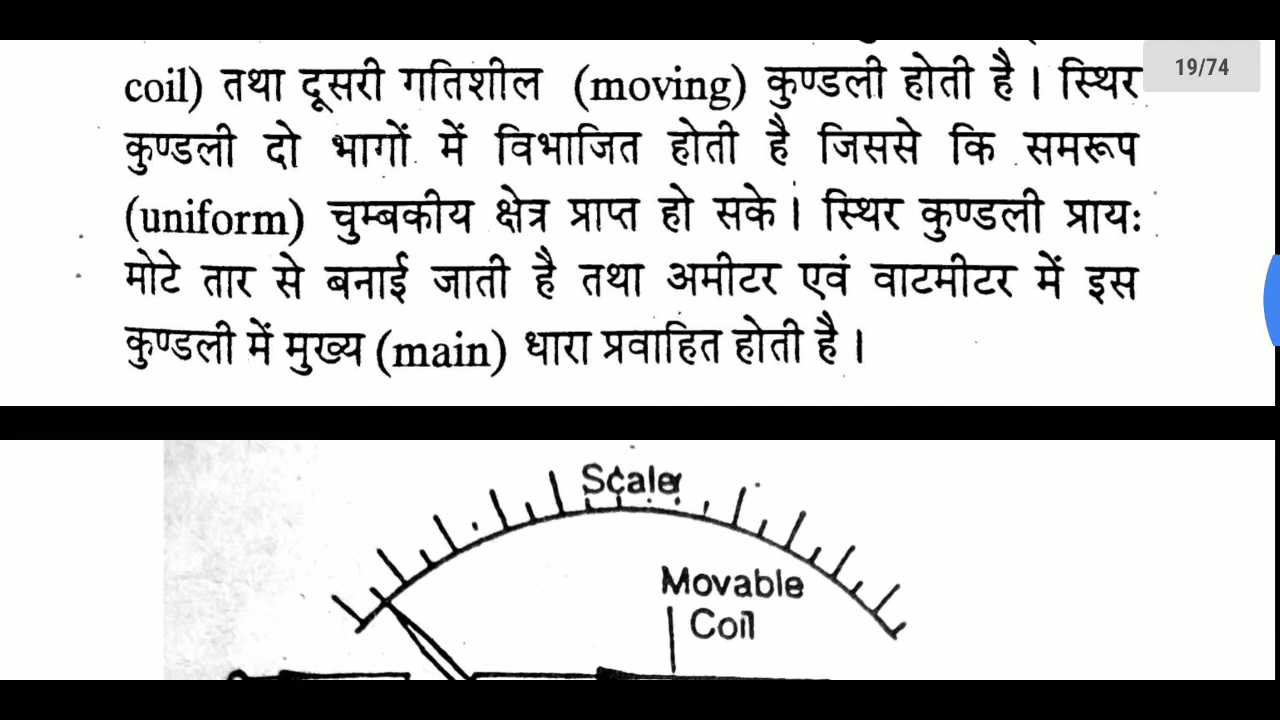 coil) तथा दूसरी गतिशील (moving) कुण्डली होती है। स्थिर
19/74
कुण्डली दो भागों में विभाजित होती है जिससे कि समरूप
(uniform) चुम्बकीय क्षेत्र प्राप्त हो सके। स्थिर कुण्डली प्रायः
मोटे तार से बनाई जाती है तथा अमीटर एवं वाटमीटर में इस
कुण्डली में मुख्य (main) धारा प्रवाहित होती है।
Scale
Movable
Coil